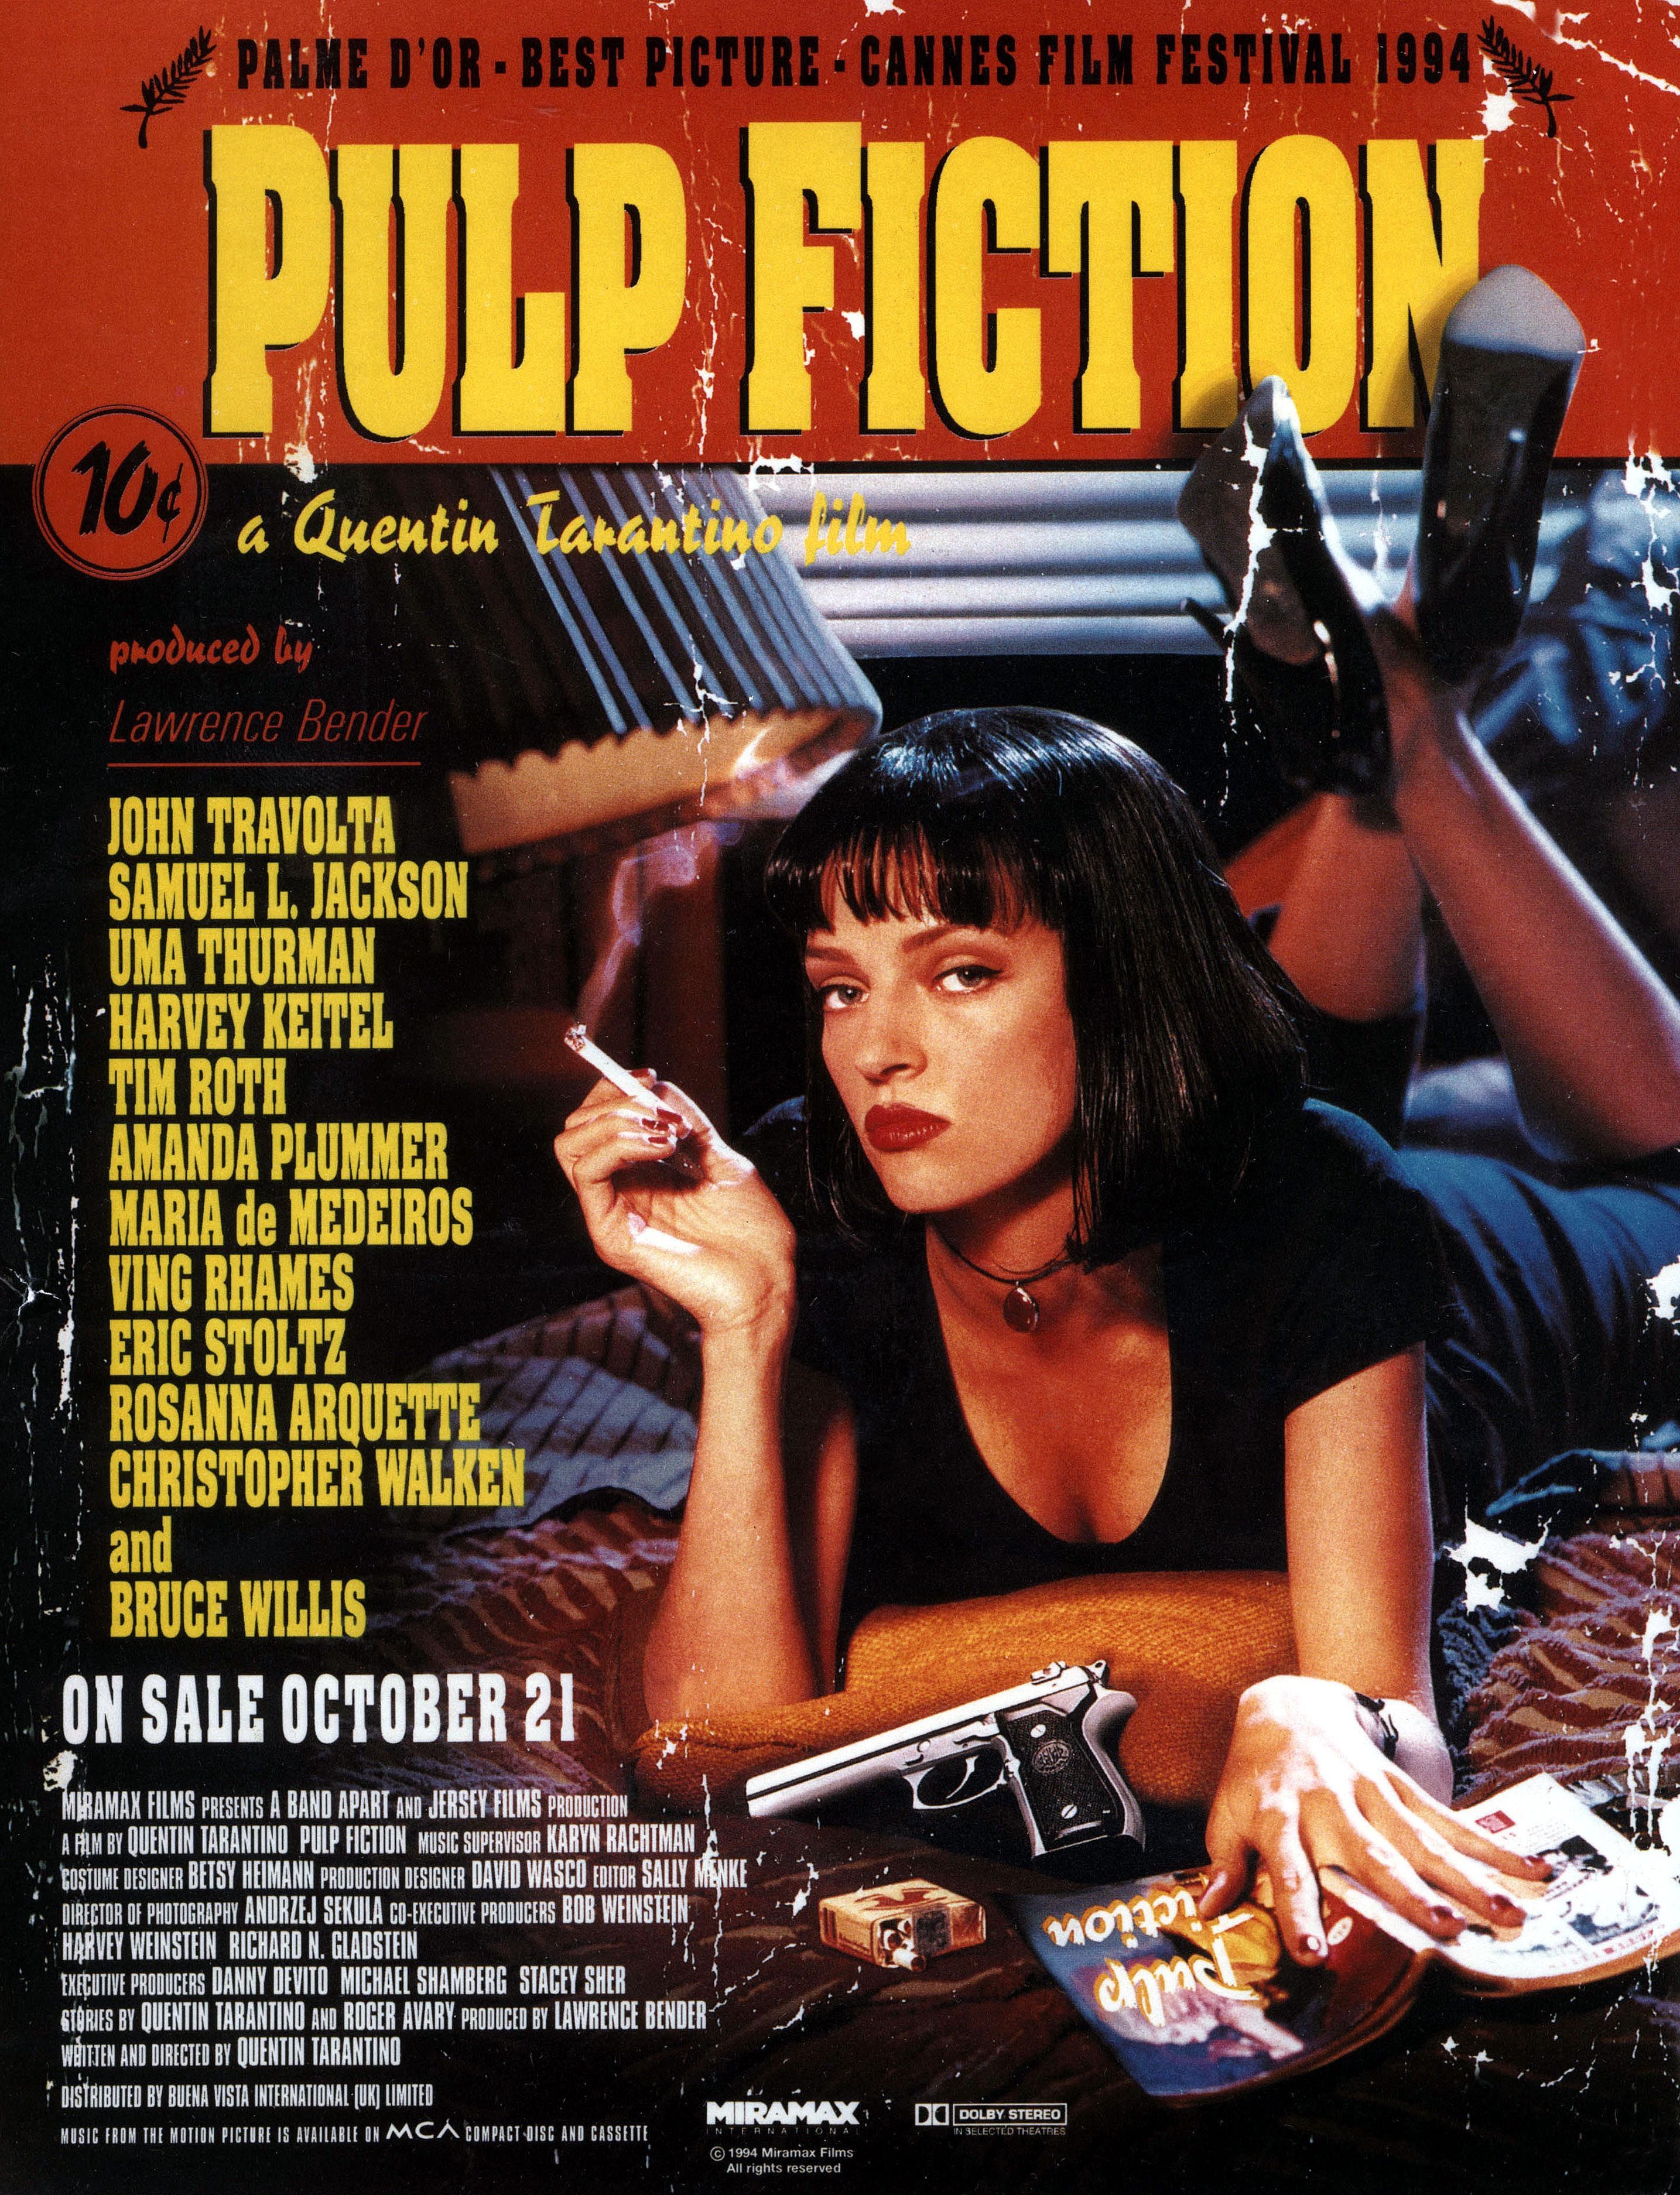 PALME D'OR - BEST PICTURE - CANNES FILM FESTIVAL 1994
PULP FICTION
10¢
a Quentin Tarantino film
produced by
Lawrence Bender
JOHN TRAVOLTA
SAMUEL L. JACKSON
UMA THURMAN
HARVEY KEITEL
TIM ROTH
AMANDA PLUMMER
MARIA de MEDEIROS
VING RHAMES
ERIC STOLTZ
ROSANNA ARQUETTE
CHRISTOPHER WALKEN
and
BRUCE WILLIS
ON SALE OCTOBER 21
MIRAMAX FILMS PRESENTS A BAND APART AND JERSEY FILMS PRODUCTION
A FILM BY QUENTIN TARANTINO PULP FICTION MUSIC SUPERVISOR KARYN RACHTMAN
COSTUME DESIGNER BETSY HEIMANN PRODUCTION DESIGNER DAVID WASCO EDITOR SALLY MENKE
DIRECTOR OF PHOTOGRAPHY ANDRZEJ SEKULA CO-EXECUTIVE PRODUCERS BOB WEINSTEIN
HARVEY WEINSTEIN RICHARD N. GLADSTEIN
EXECUTIVE PRODUCERS DANNY DEVITO MICHAEL SHAMBERG STACEY SHER
STORIES BY QUENTIN TARANTINO AND ROGER AVARY PRODUCED BY LAWRENCE BENDER
WRITTEN AND DIRECTED BY QUENTIN TARANTINO
DISTRIBUTED BY BUENA VISTA INTERNATIONAL (UK) LIMITED
MUSIC FROM THE MOTION PICTURE IS AVAILABLE ON MCA COMPACT DISC AND CASSETTE
Pulp
Fiction
MIRAMAX
INTERNATIONAL
© 1994 Miramax Films
All rights reserved
DOLBY STEREO
IN SELECTED THEATRES